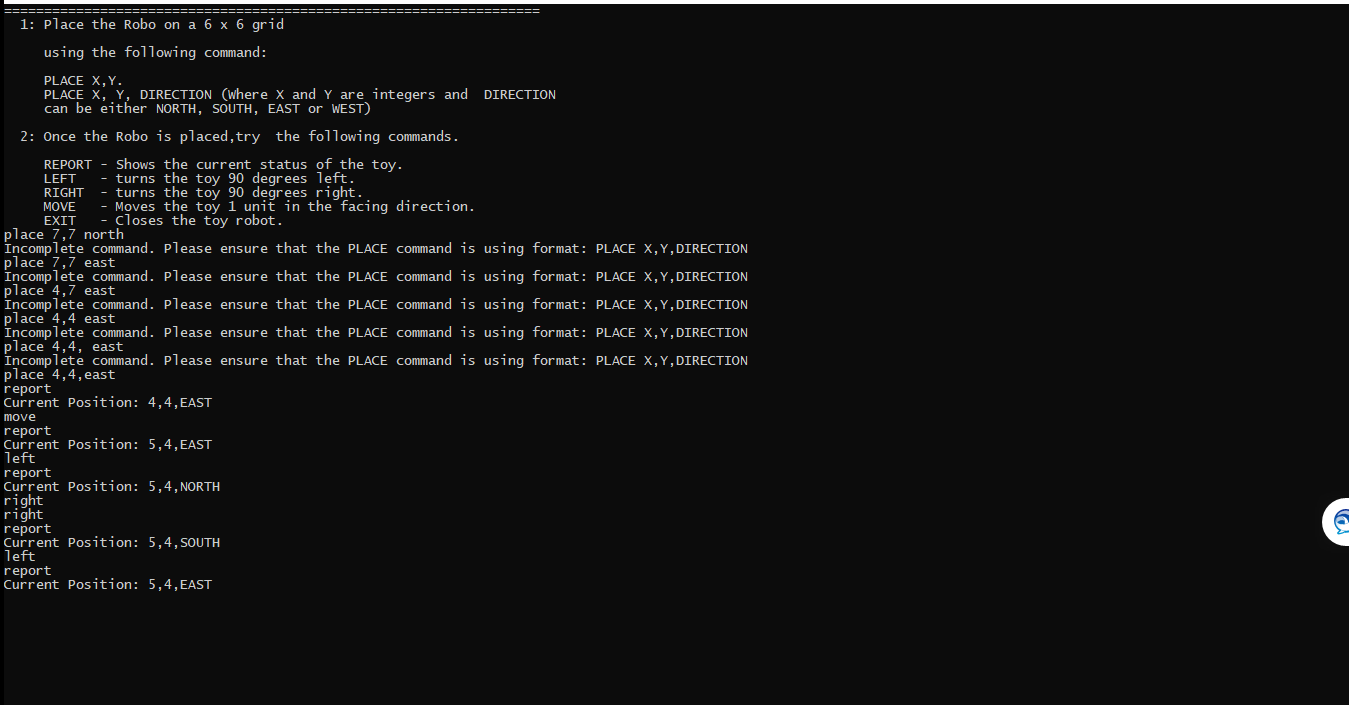 ===================================================================
1: Place the Robo on a 6 x 6 grid
using the following command:
PLACE X,Y.
PLACE X, Y, DIRECTION (Where X and Y are integers and  DIRECTION
can be either NORTH, SOUTH, EAST or WEST)
2: Once the Robo is placed,try  the following commands.
REPORT - Shows the current status of the toy.
LEFT   - turns the toy 90 degrees left.
RIGHT  - turns the toy 90 degrees right.
MOVE   - Moves the toy 1 unit in the facing direction.
EXIT   - Closes the toy robot.
place 7,7 north
Incomplete command. Please ensure that the PLACE command is using format: PLACE X,Y,DIRECTION
place 7,7 east
Incomplete command. Please ensure that the PLACE command is using format: PLACE X,Y,DIRECTION
place 4,7 east
Incomplete command. Please ensure that the PLACE command is using format: PLACE X,Y,DIRECTION
place 4,4 east
Incomplete command. Please ensure that the PLACE command is using format: PLACE X,Y,DIRECTION
place 4,4, east
Incomplete command. Please ensure that the PLACE command is using format: PLACE X,Y,DIRECTION
place 4,4,east
report
Current Position: 4,4,EAST
move
report
Current Position: 5,4,EAST
left
report
Current Position: 5,4,NORTH
right
right
report
Current Position: 5,4,SOUTH
left
report
Current Position: 5,4,EAST